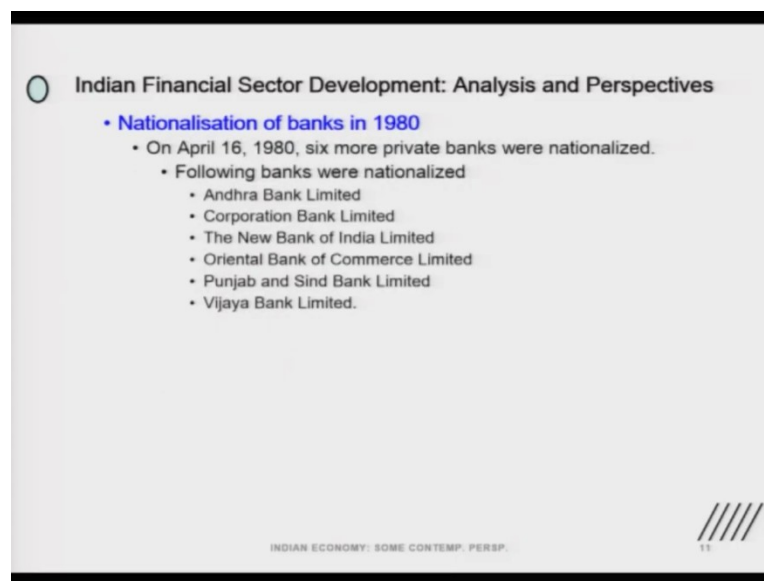 Indian Financial Sector Development: Analysis and Perspectives
• Nationalisation of banks in 1980
• On April 16, 1980, six more private banks were nationalized.
• Following banks were nationalized
• Andhra Bank Limited
• Corporation Bank Limited
• The New Bank of India Limited
• Oriental Bank of Commerce Limited
• Punjab and Sind Bank Limited
• Vijaya Bank Limited.
INDIAN ECONOMY: SOME CONTEMP. PERSP.
11